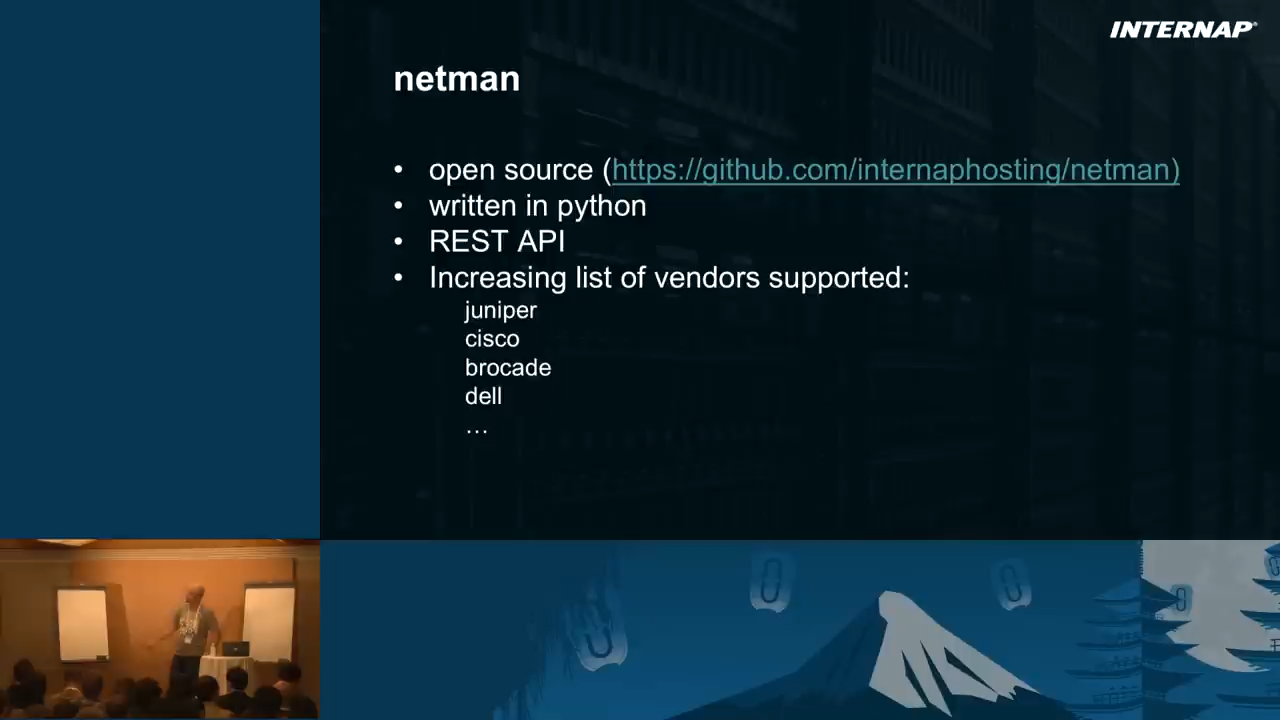 INTERNAP
netman
• open source (https://github.com/internaphosting/netman)
• written in python
• REST API
• Increasing list of vendors supported:
juniper
cisco
brocade
dell
…